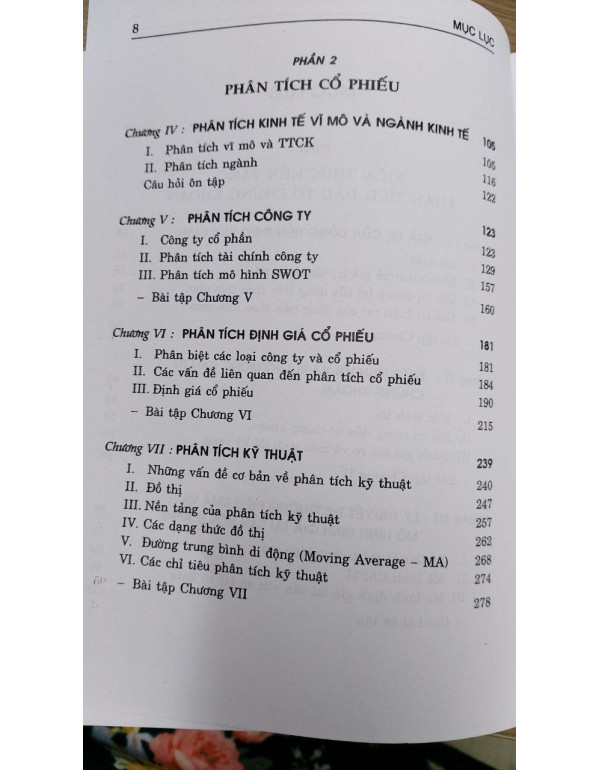 8 MỤC LỤC
PHẦN 2
PHÂN TÍCH CỔ PHIẾU
Chương IV : PHÂN TÍCH KINH TẾ VĨ MÔ VÀ NGÀNH KINH TẾ 105
I. Phân tích vĩ mô và TTCK 105
II. Phân tích ngành 116
Câu hỏi ôn tập 122
Chương V : PHÂN TÍCH CÔNG TY 123
I. Công ty cổ phần 123
II. Phân tích tài chính công ty 129
III. Phân tích mô hình SWOT 157
– Bài tập Chương V 160
Chương VI : PHÂN TÍCH ĐỊNH GIÁ CỔ PHIẾU 181
I. Phân biệt các loại công ty và cổ phiếu 181
II. Các vấn đề liên quan đến phân tích cổ phiếu 184
III. Định giá cổ phiếu 190
– Bài tập Chương VI 215
Chương VII : PHÂN TÍCH KỸ THUẬT 239
I. Những vấn đề cơ bản về phân tích kỹ thuật 240
II. Đồ thị 247
III. Nền tảng của phân tích kỹ thuật 257
IV. Các dạng thức đồ thị 262
V. Đường trung bình di động (Moving Average – MA) 268
VI. Các chỉ tiêu phân tích kỹ thuật 274
– Bài tập Chương VII 278